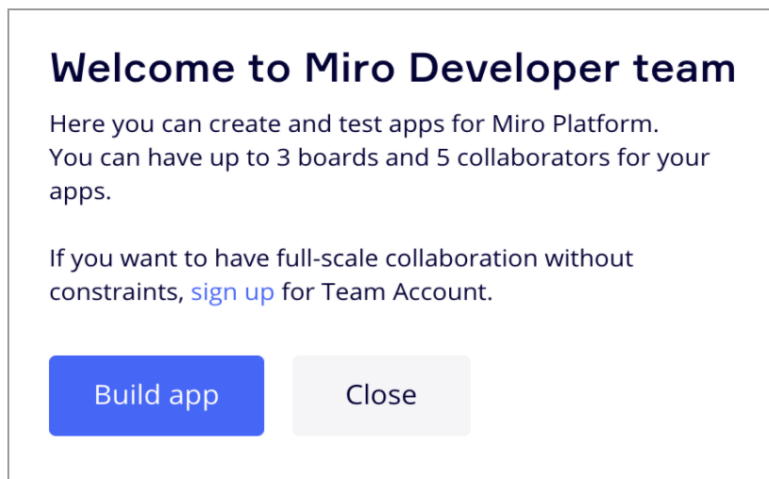 Welcome to Miro Developer team
Here you can create and test apps for Miro Platform.
You can have up to 3 boards and 5 collaborators for your
apps.
If you want to have full-scale collaboration without
constraints, sign up for Team Account.
Build app
Close